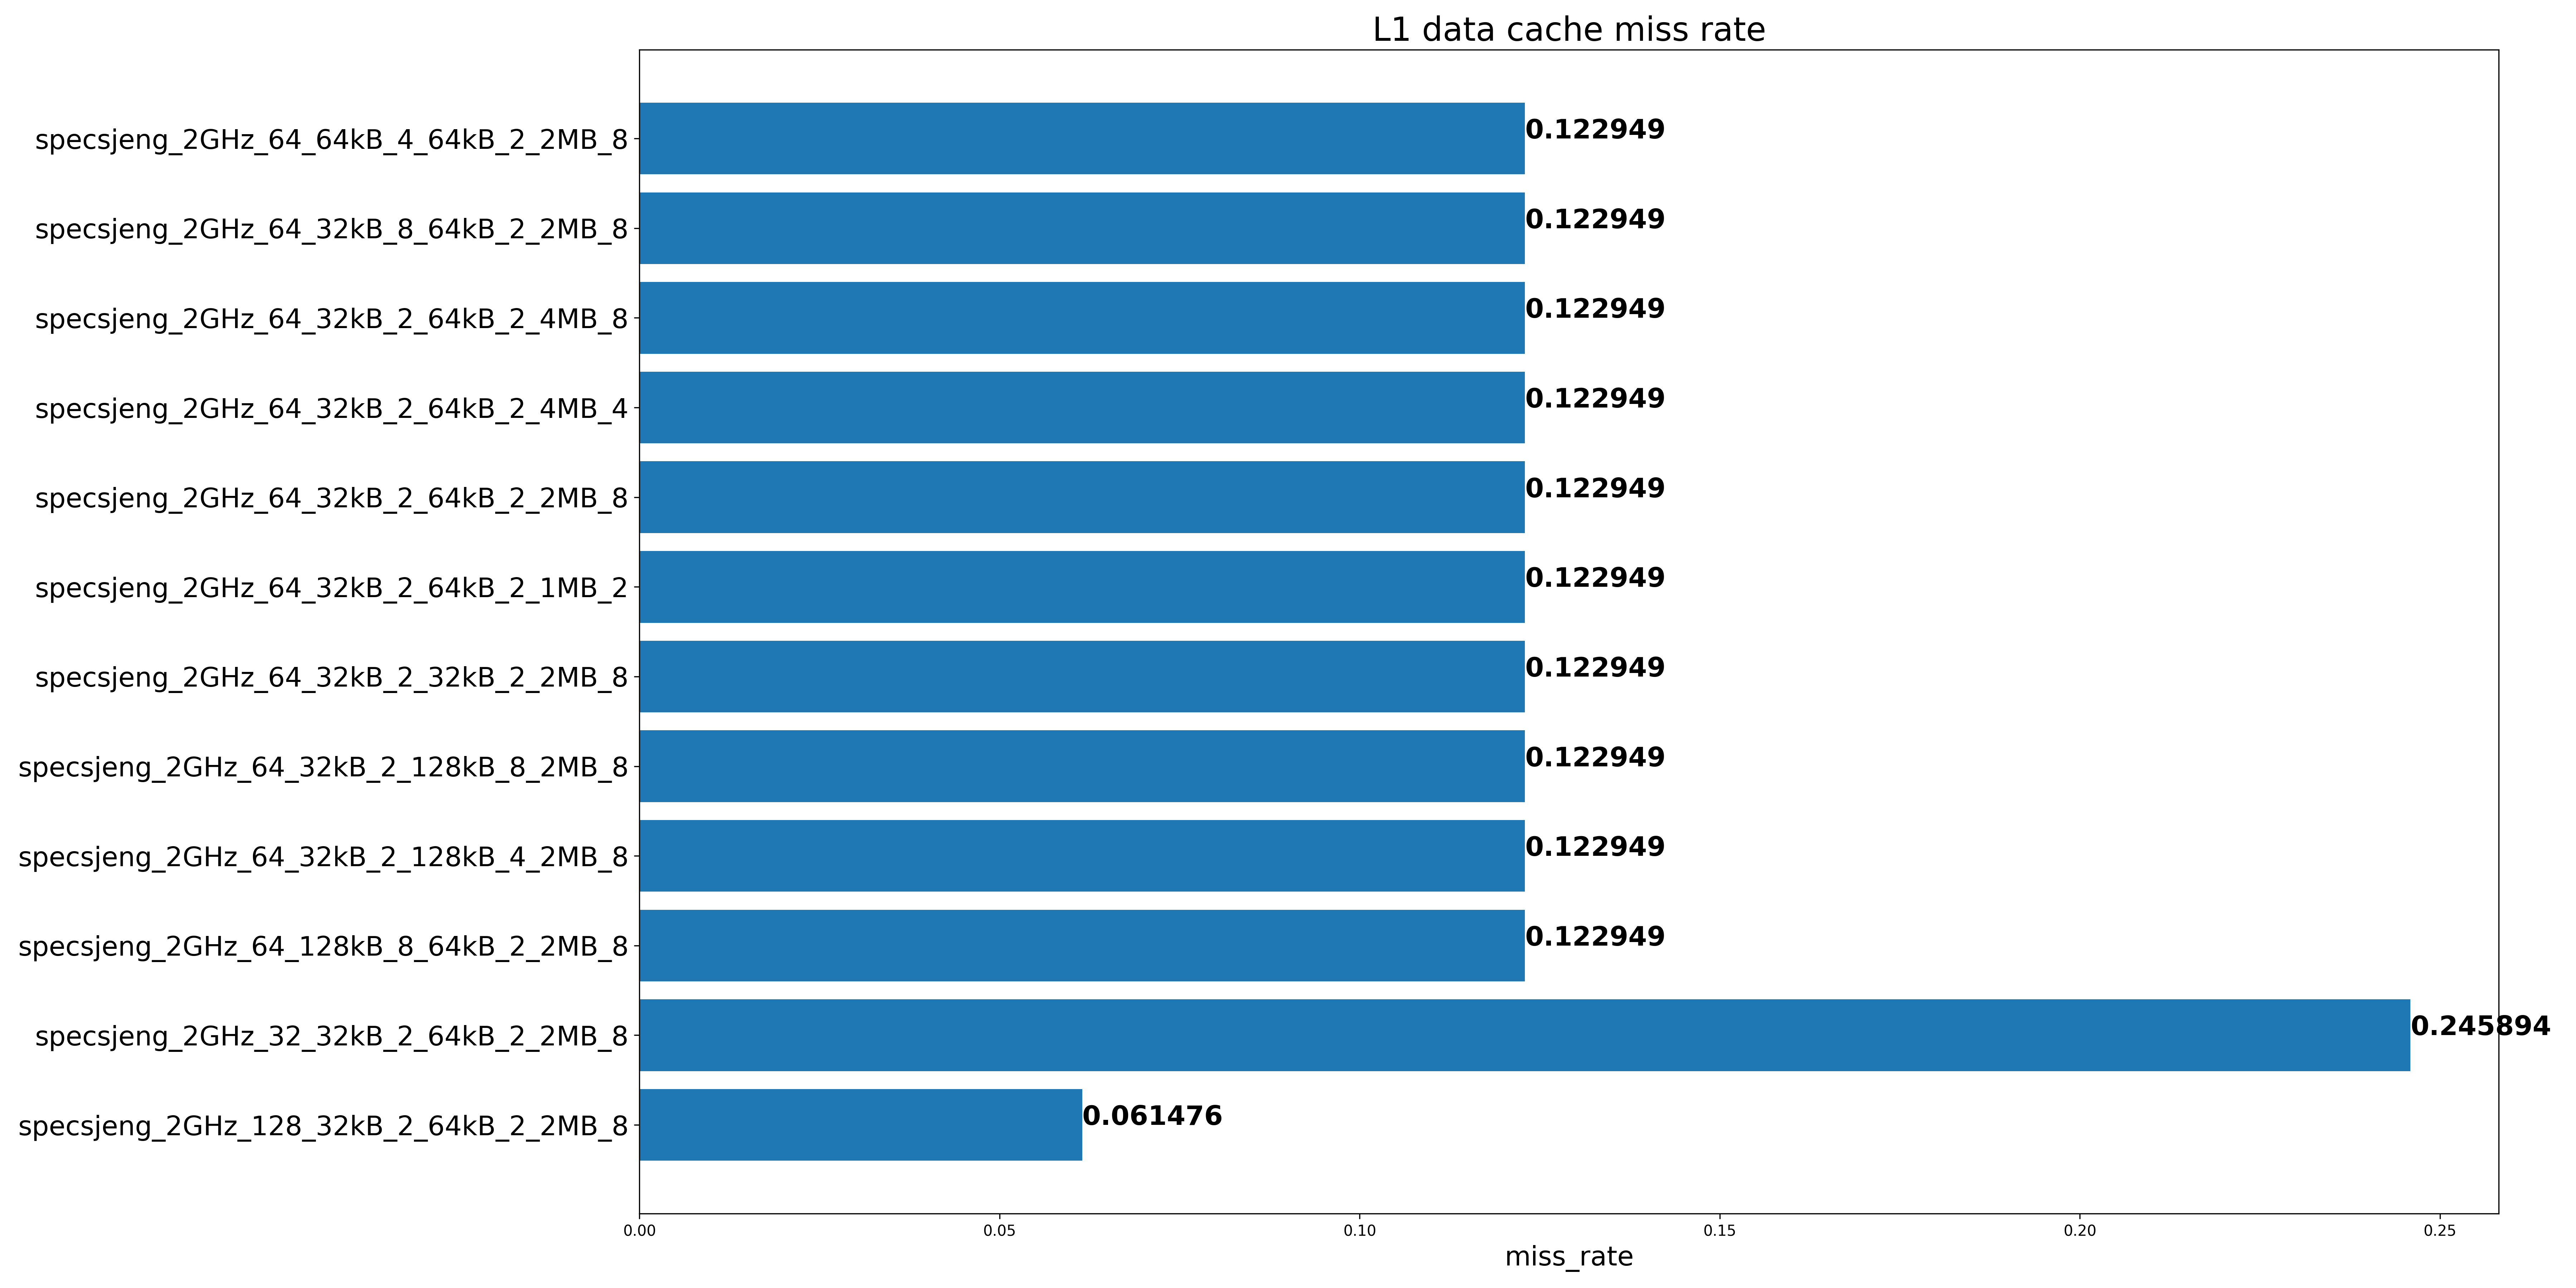 L1 data cache miss rate
specsjeng_2GHz_64_64kB_4_64kB_2_2MB_8 0.122949
specsjeng_2GHz_64_32kB_8_64kB_2_2MB_8 0.122949
specsjeng_2GHz_64_32kB_2_64kB_2_4MB_8 0.122949
specsjeng_2GHz_64_32kB_2_64kB_2_4MB_4 0.122949
specsjeng_2GHz_64_32kB_2_64kB_2_2MB_8 0.122949
specsjeng_2GHz_64_32kB_2_64kB_2_1MB_2 0.122949
specsjeng_2GHz_64_32kB_2_32kB_2_2MB_8 0.122949
specsjeng_2GHz_64_32kB_2_128kB_8_2MB_8 0.122949
specsjeng_2GHz_64_32kB_2_128kB_4_2MB_8 0.122949
specsjeng_2GHz_64_128kB_8_64kB_2_2MB_8 0.122949
specsjeng_2GHz_32_32kB_2_64kB_2_2MB_8 0.245894
specsjeng_2GHz_128_32kB_2_64kB_2_2MB_8 0.061476
0.00 0.05 0.10 0.15 0.20 0.25
miss_rate